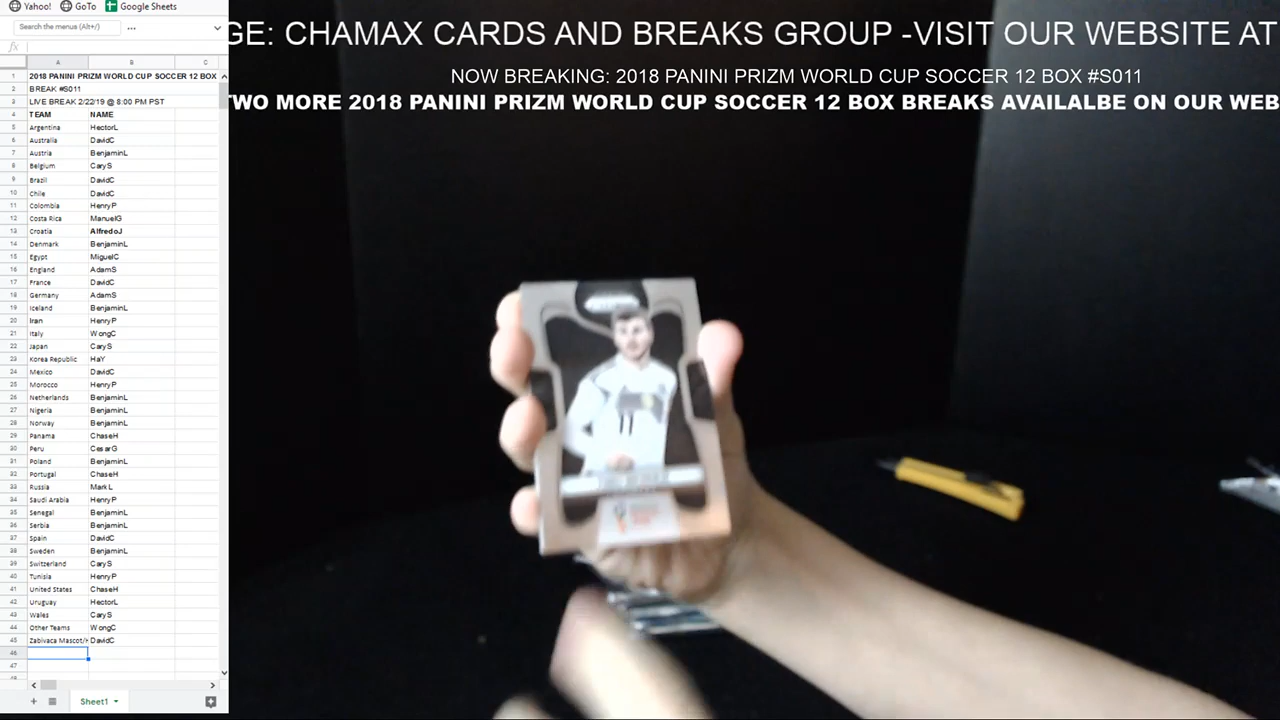 Yahoo! GoTo Google Sheets
Search the menus (Alt+/)
GE: CHAMAX CARDS AND BREAKS GROUP -VISIT OUR WEBSITE AT
NOW BREAKING: 2018 PANINI PRIZM WORLD CUP SOCCER 12 BOX #S011
TWO MORE 2018 PANINI PRIZM WORLD CUP SOCCER 12 BOX BREAKS AVAILALBE ON OUR WEB
fx
A B C
1 2018 PANINI PRIZM WORLD CUP SOCCER 12 BOX
2 BREAK #S011
3 LIVE BREAK 2/22/19 @ 8:00 PM PST
4 TEAM NAME
5 Argentina HectorL
6 Australia DavidC
7 Austria BenjaminL
8 Belgium CaryS
9 Brazil DavidC
10 Chile DavidC
11 Colombia HenryP
12 Costa Rica ManuelG
13 Croatia AlfredoJ
14 Denmark BenjaminL
15 Egypt MiguelC
16 England AdamS
17 France DavidC
18 Germany AdamS
19 Iceland BenjaminL
20 Iran HenryP
21 Italy WongC
22 Japan CaryS
23 Korea Republic HaY
24 Mexico DavidC
25 Morocco HenryP
26 Netherlands BenjaminL
27 Nigeria BenjaminL
28 Norway BenjaminL
29 Panama ChaseH
30 Peru CesarG
31 Poland BenjaminL
32 Portugal ChaseH
33 Russia MarkL
34 Saudi Arabia HenryP
35 Senegal BenjaminL
36 Serbia BenjaminL
37 Spain DavidC
38 Sweden BenjaminL
39 Switzerland CaryS
40 Tunisia HenryP
41 United States ChaseH
42 Uruguay HectorL
43 Wales CaryS
44 Other Teams WongC
45 Zabivaca Mascot/ DavidC
46
47
11
Sheet1